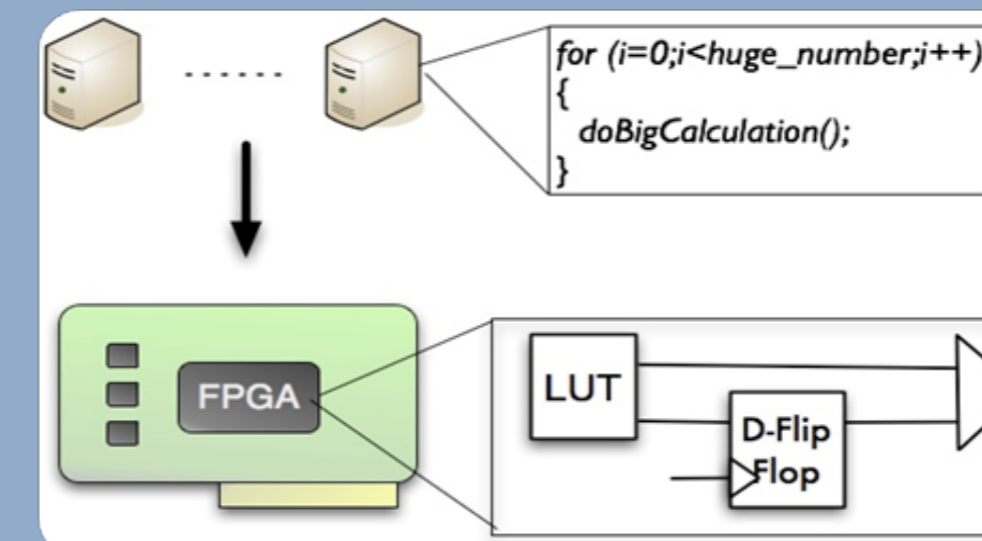 for (i=0;i<huge_number;i++)
{
doBigCalculation();
}
FPGA
LUT
D-Flip
Flop